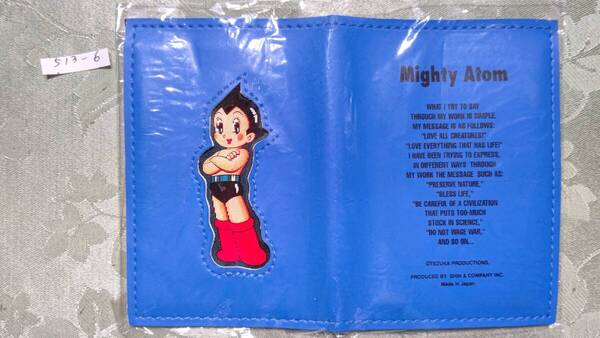 513-6
Mighty Atom
WHAT I TRY TO SAY
THROUGH MY WORK IS SIMPLE.
MY MESSAGE IS AS FOLLOWS:
"LOVE ALL CREATURES!"
"LOVE EVERYTHING THAT HAS LIFE!"
I HAVE BEEN TRYING TO EXPRESS,
IN DIFFERENT WAYS THROUGH
MY WORK THE MESSAGE SUCH AS:
"PRESERVE NATURE,"
"BLESS LIFE,"
"BE CAREFUL OF A CIVILIZATION
THAT PUTS TOO-MUCH
STOCK IN SCIENCE,"
"DO NOT WAGE WAR,"
AND SO ON...
©TEZUKA PRODUCTIONS.
PRODUCED BY SHIN & COMPANY INC.
Made in Japan